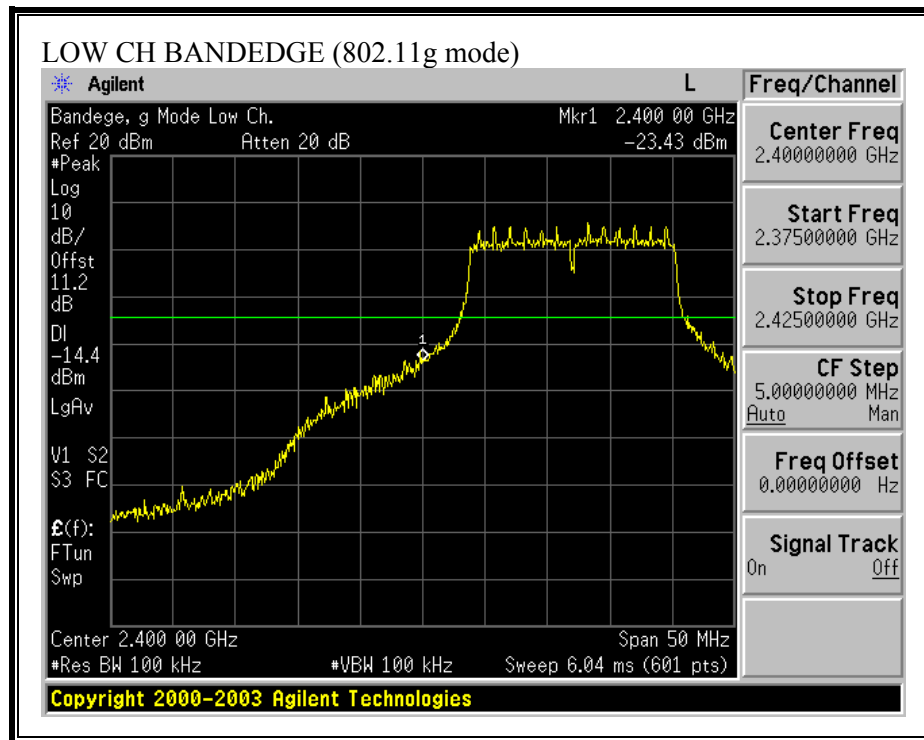 LOW CH BANDEDGE (802.11g mode)
Agilent L
Bandege, g Mode Low Ch. Mkr1 2.400 00 GHz
Ref 20 dBm Atten 20 dB -23.43 dBm
#Peak
Log
10
dB/
Offst
11.2
dB
DI
-14.4
dBm
LgAv
V1 S2
S3 FC
£(f):
FTun
Swp
1
Center 2.400 00 GHz Span 50 MHz
#Res BW 100 kHz #VBW 100 kHz Sweep 6.04 ms (601 pts)
Copyright 2000-2003 Agilent Technologies
Freq/Channel
Center Freq
2.40000000 GHz
Start Freq
2.37500000 GHz
Stop Freq
2.42500000 GHz
CF Step
5.00000000 MHz
Auto Man
Freq Offset
0.00000000 Hz
Signal Track
On Off